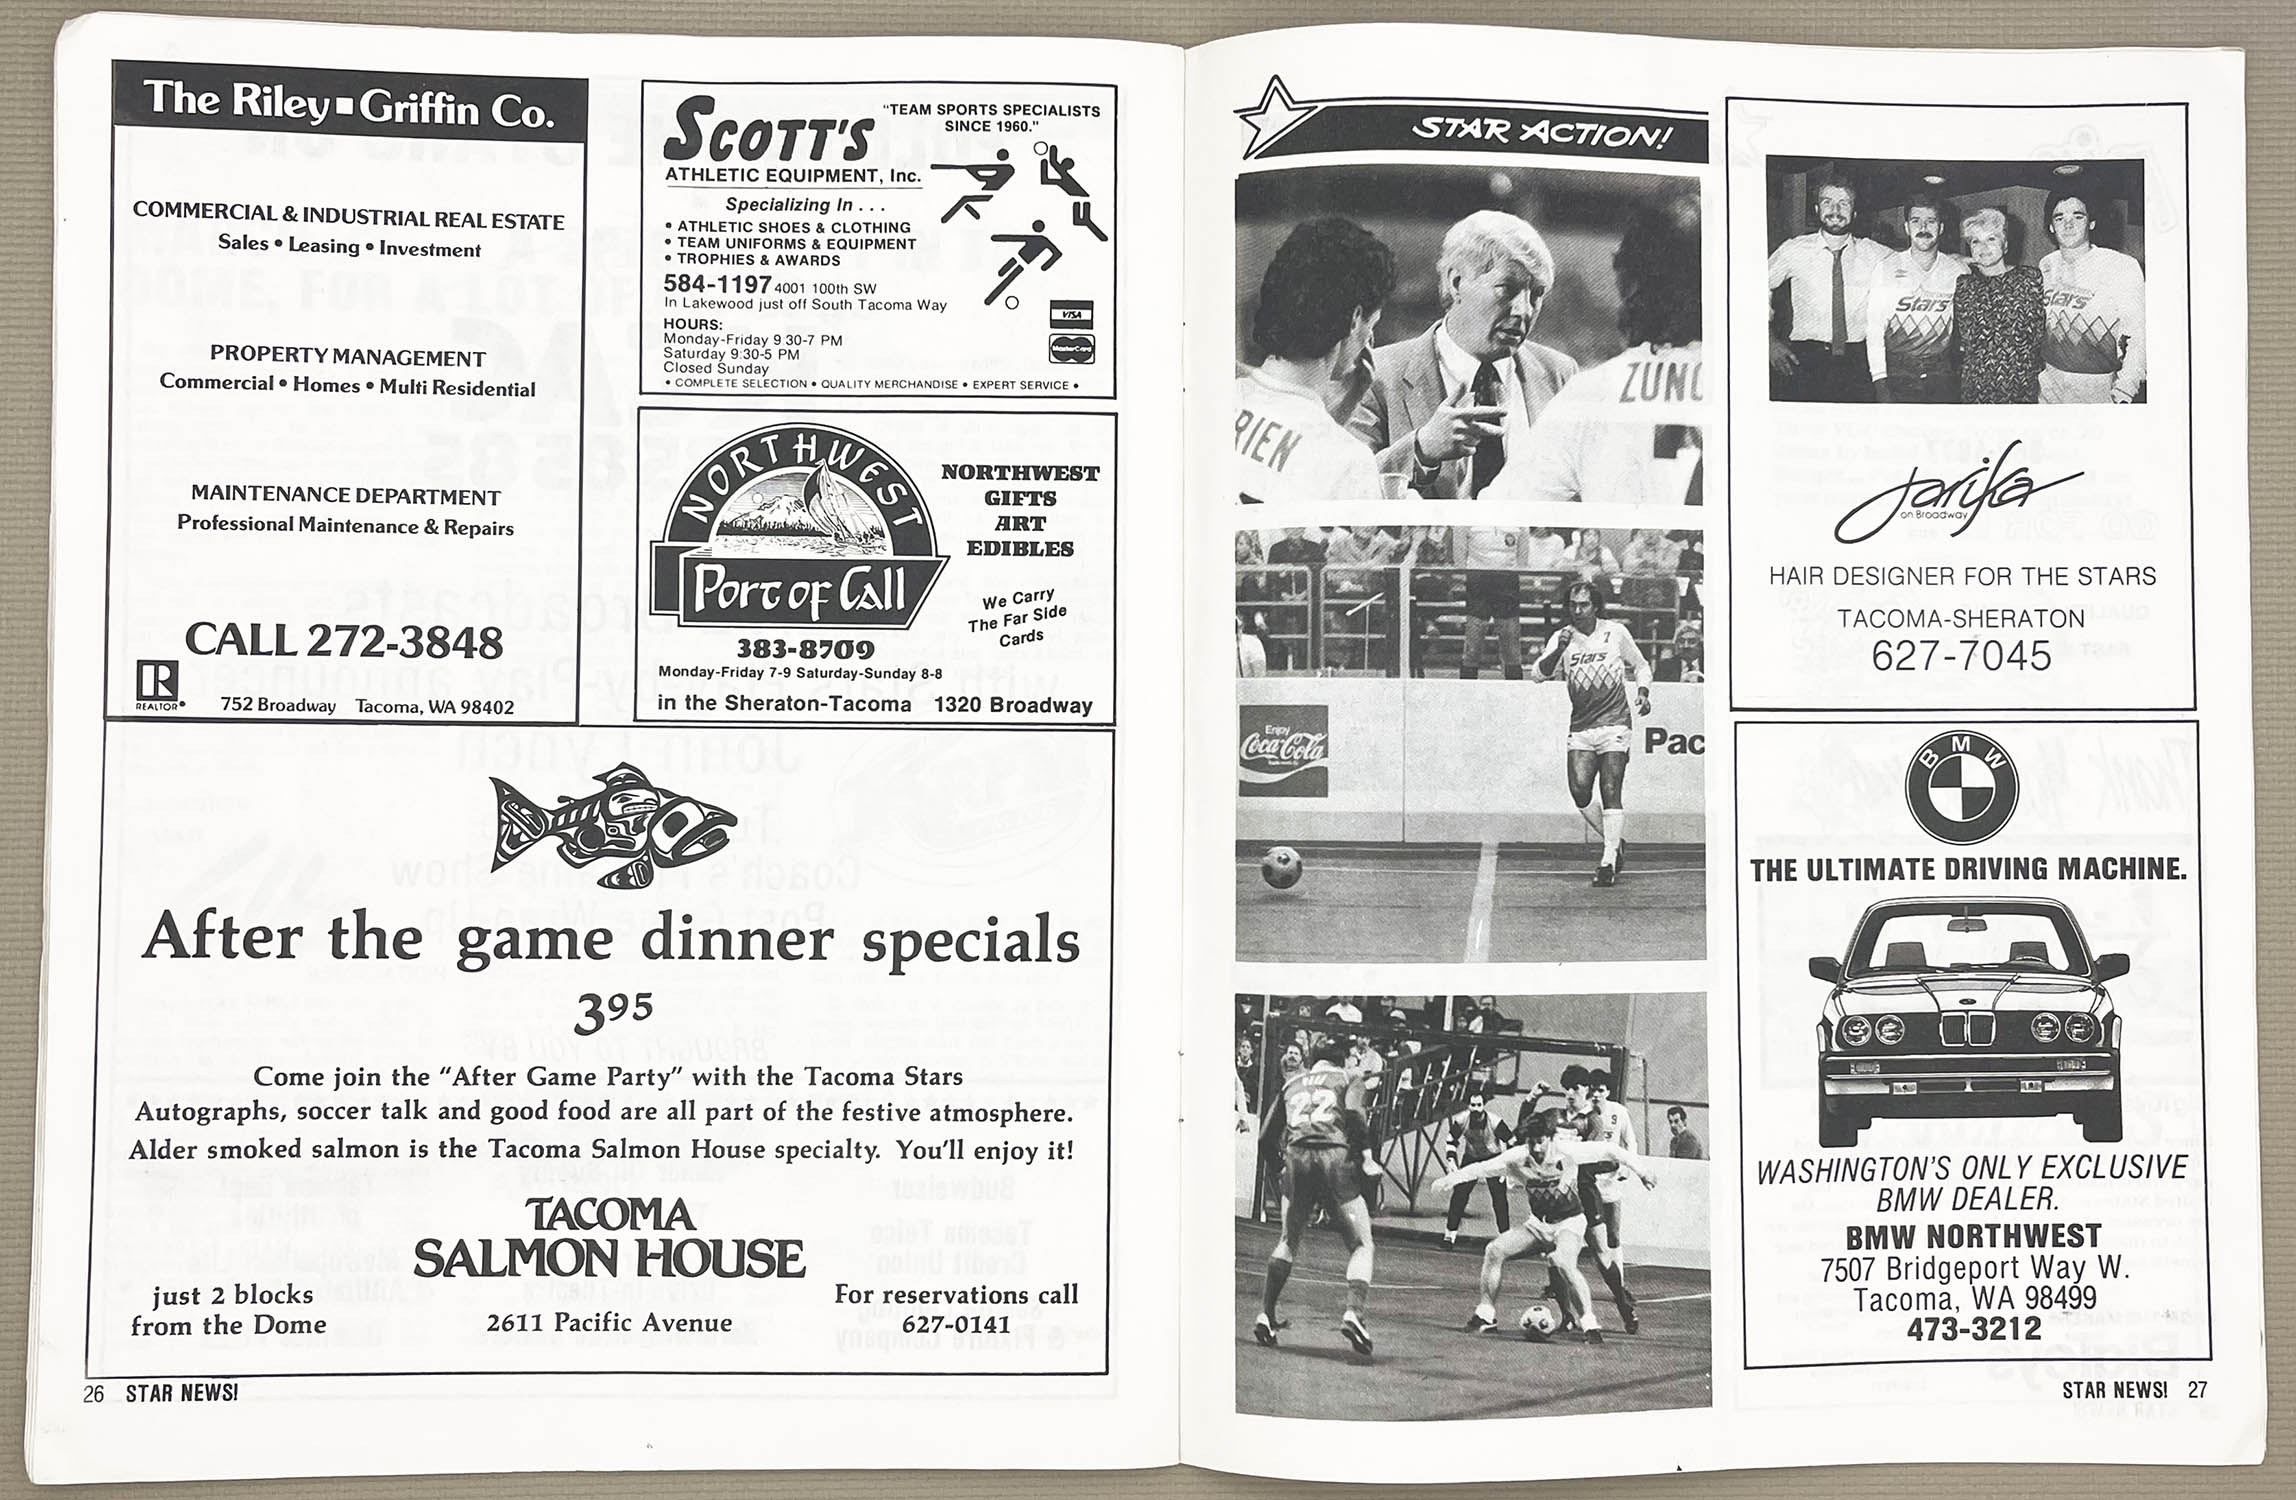 The Riley ▪ Griffin Co.
COMMERCIAL & INDUSTRIAL REAL ESTATE
Sales • Leasing • Investment
PROPERTY MANAGEMENT
Commercial • Homes • Multi Residential
MAINTENANCE DEPARTMENT
Professional Maintenance & Repairs
CALL 272-3848
R
REALTOR®
752 Broadway Tacoma, WA 98402
"TEAM SPORTS SPECIALISTS
SINCE 1960."
SCOTT'S
ATHLETIC EQUIPMENT, Inc.
Specializing In . . .
• ATHLETIC SHOES & CLOTHING
• TEAM UNIFORMS & EQUIPMENT
• TROPHIES & AWARDS
584-1197 4001 100th SW
In Lakewood just off South Tacoma Way
HOURS:
Monday-Friday 9 30-7 PM
Saturday 9:30-5 PM
Closed Sunday
VISA
MasterCard
• COMPLETE SELECTION • QUALITY MERCHANDISE • EXPERT SERVICE •
NORTHWEST
PORT OF CALL
NORTHWEST
GIFTS
ART
EDIBLES
We Carry
The Far Side
Cards
383-8709
Monday-Friday 7-9 Saturday-Sunday 8-8
in the Sheraton-Tacoma 1320 Broadway
After the game dinner specials
3 95
Come join the "After Game Party" with the Tacoma Stars
Autographs, soccer talk and good food are all part of the festive atmosphere.
Alder smoked salmon is the Tacoma Salmon House specialty. You'll enjoy it!
TACOMA
SALMON HOUSE
just 2 blocks
from the Dome
2611 Pacific Avenue
For reservations call
627-0141
26 STAR NEWS!
STAR ACTION!
RIEN
ZUNG
7
Stars
Enjoy
Coca-Cola
Pac
22
9
Stars
Stars
Jarika
on Broadway
HAIR DESIGNER FOR THE STARS
TACOMA-SHERATON
627-7045
BMW
THE ULTIMATE DRIVING MACHINE.
WASHINGTON'S ONLY EXCLUSIVE
BMW DEALER.
BMW NORTHWEST
7507 Bridgeport Way W.
Tacoma, WA 98499
473-3212
STAR NEWS! 27